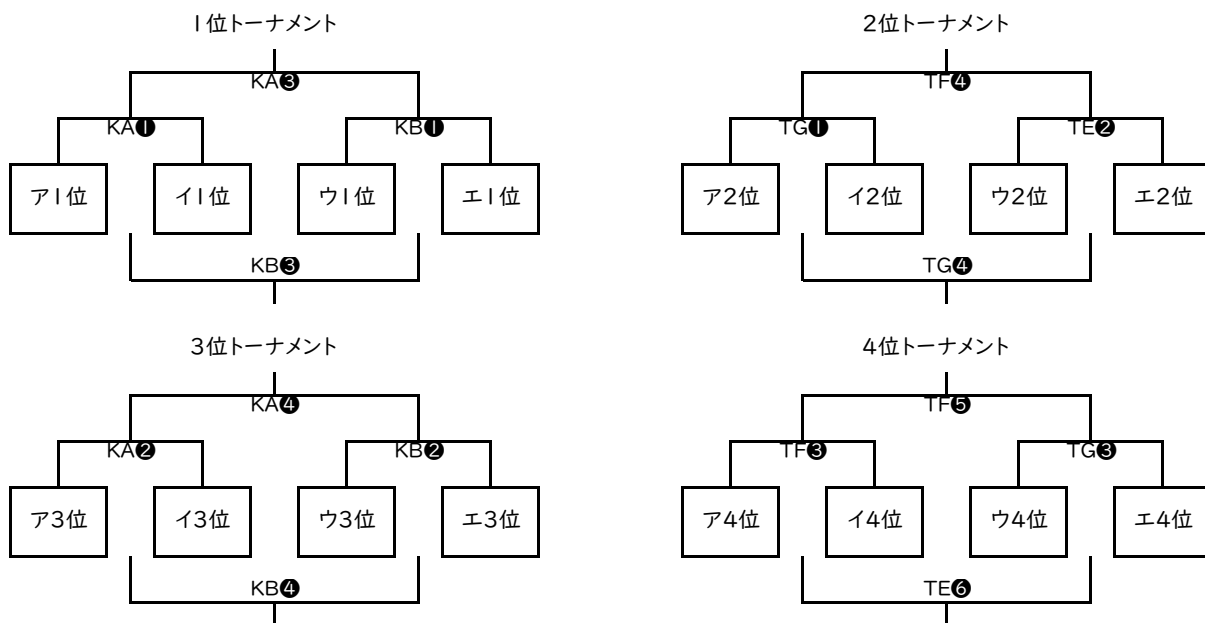 1位トーナメント
2位トーナメント
KA❸
TF❹
KA❶
KB❶
TG❶
TE❷
ア1位
イ1位
ウ1位
エ1位
ア2位
イ2位
ウ2位
エ2位
KB❸
TG❹
3位トーナメント
4位トーナメント
KA❹
TF❺
KA❷
KB❷
TF❸
TG❸
ア3位
イ3位
ウ3位
エ3位
ア4位
イ4位
ウ4位
エ4位
KB❹
TE❻